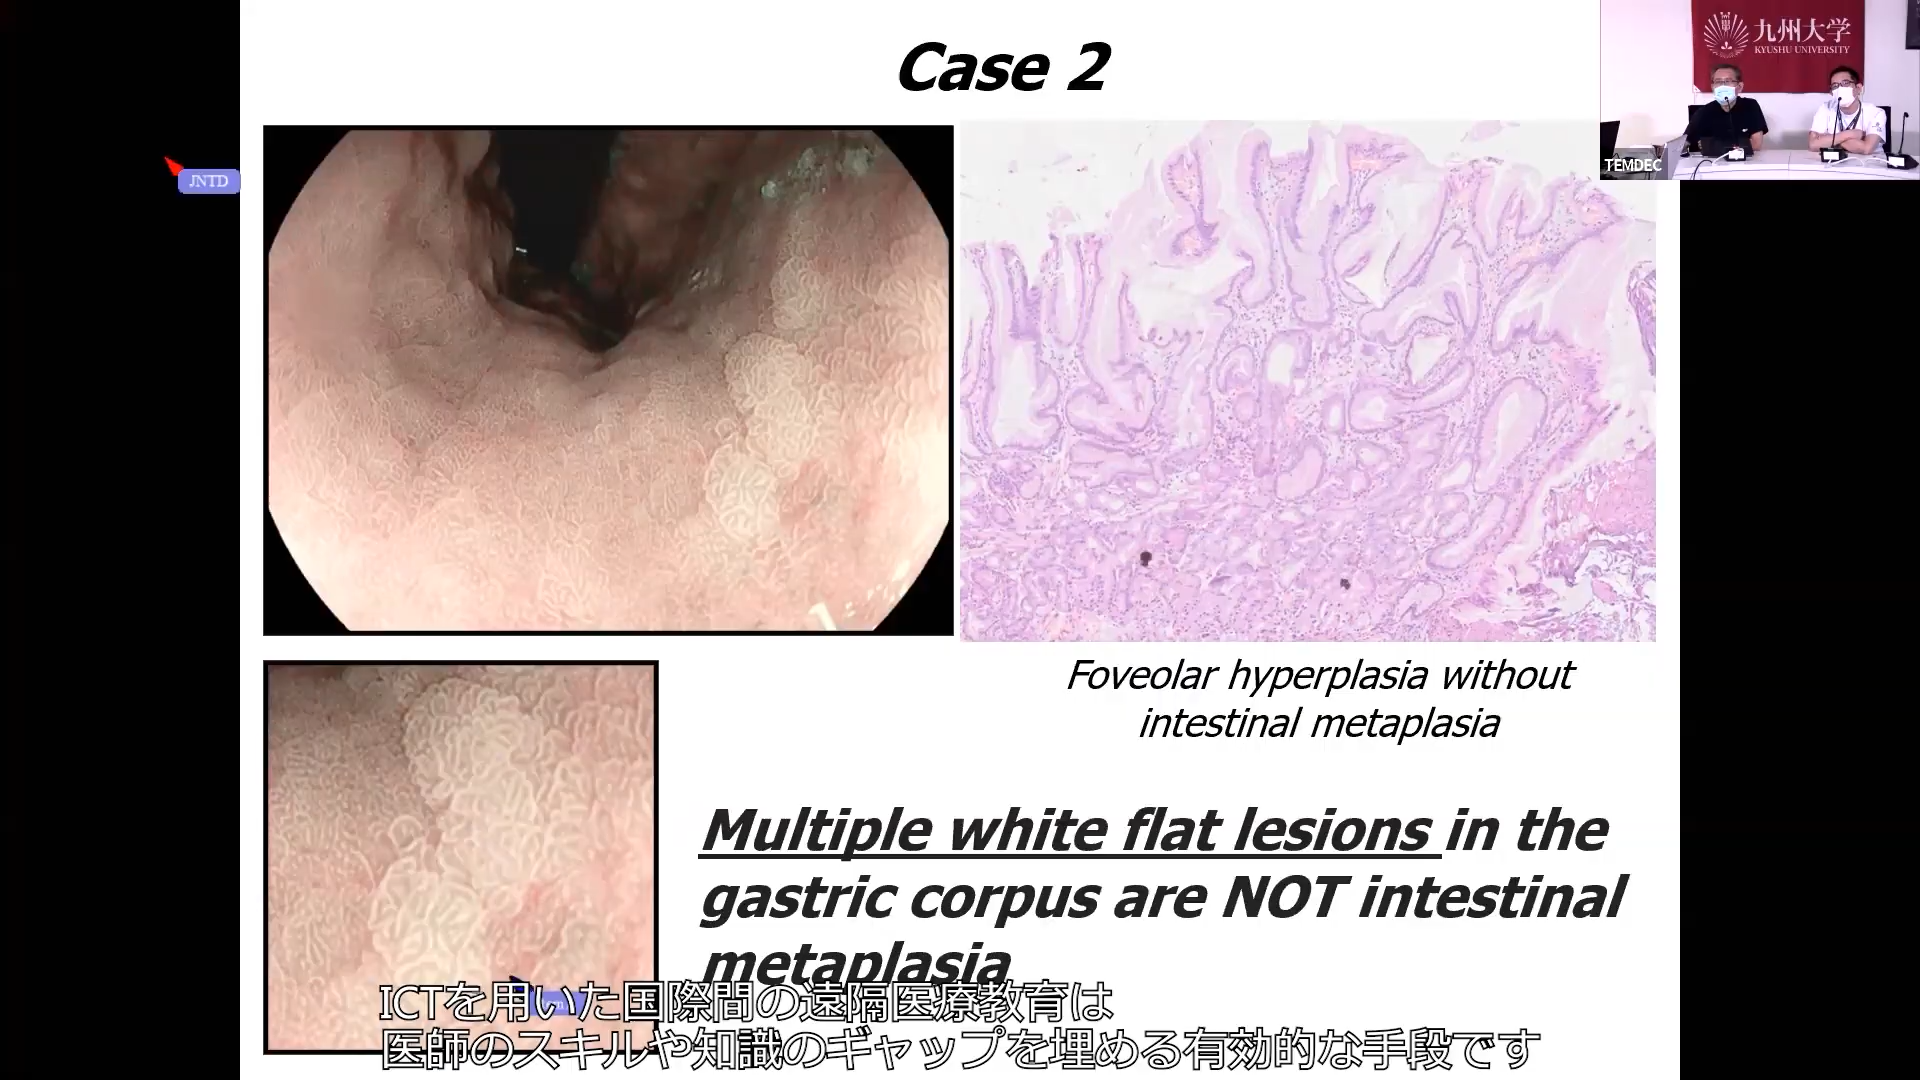 Case 2
九州大学
KYUSHU UNIVERSITY
TEMDEC
JNTD
Foveolar hyperplasia without
intestinal metaplasia
Multiple white flat lesions in the
gastric corpus are NOT intestinal
metaplasia
ICTを用いた国際間の遠隔医療教育は
医師のスキルや知識のギャップを埋める有効的な手段です